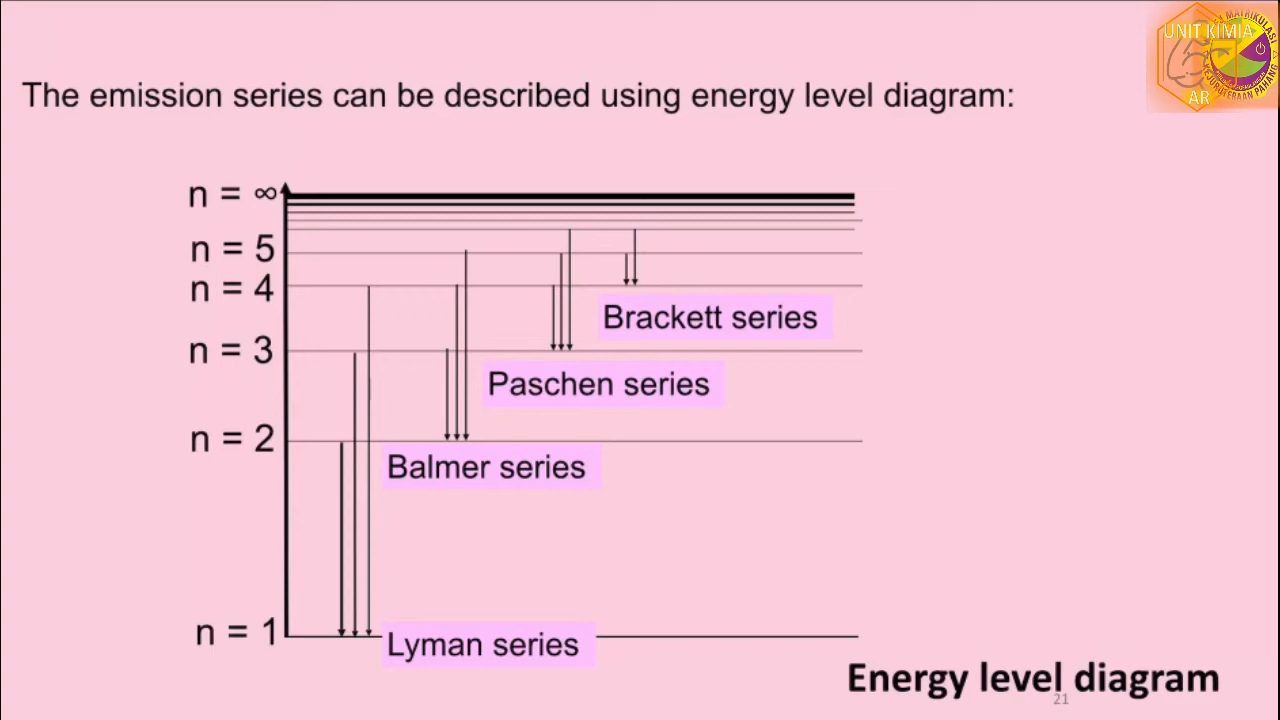 UNIT KIMIA
AR
The emission series can be described using energy level diagram:
n = ∞
n = 5
n = 4
Brackett series
n = 3
Paschen series
n = 2
Balmer series
n = 1
Lyman series
Energy level diagram
21